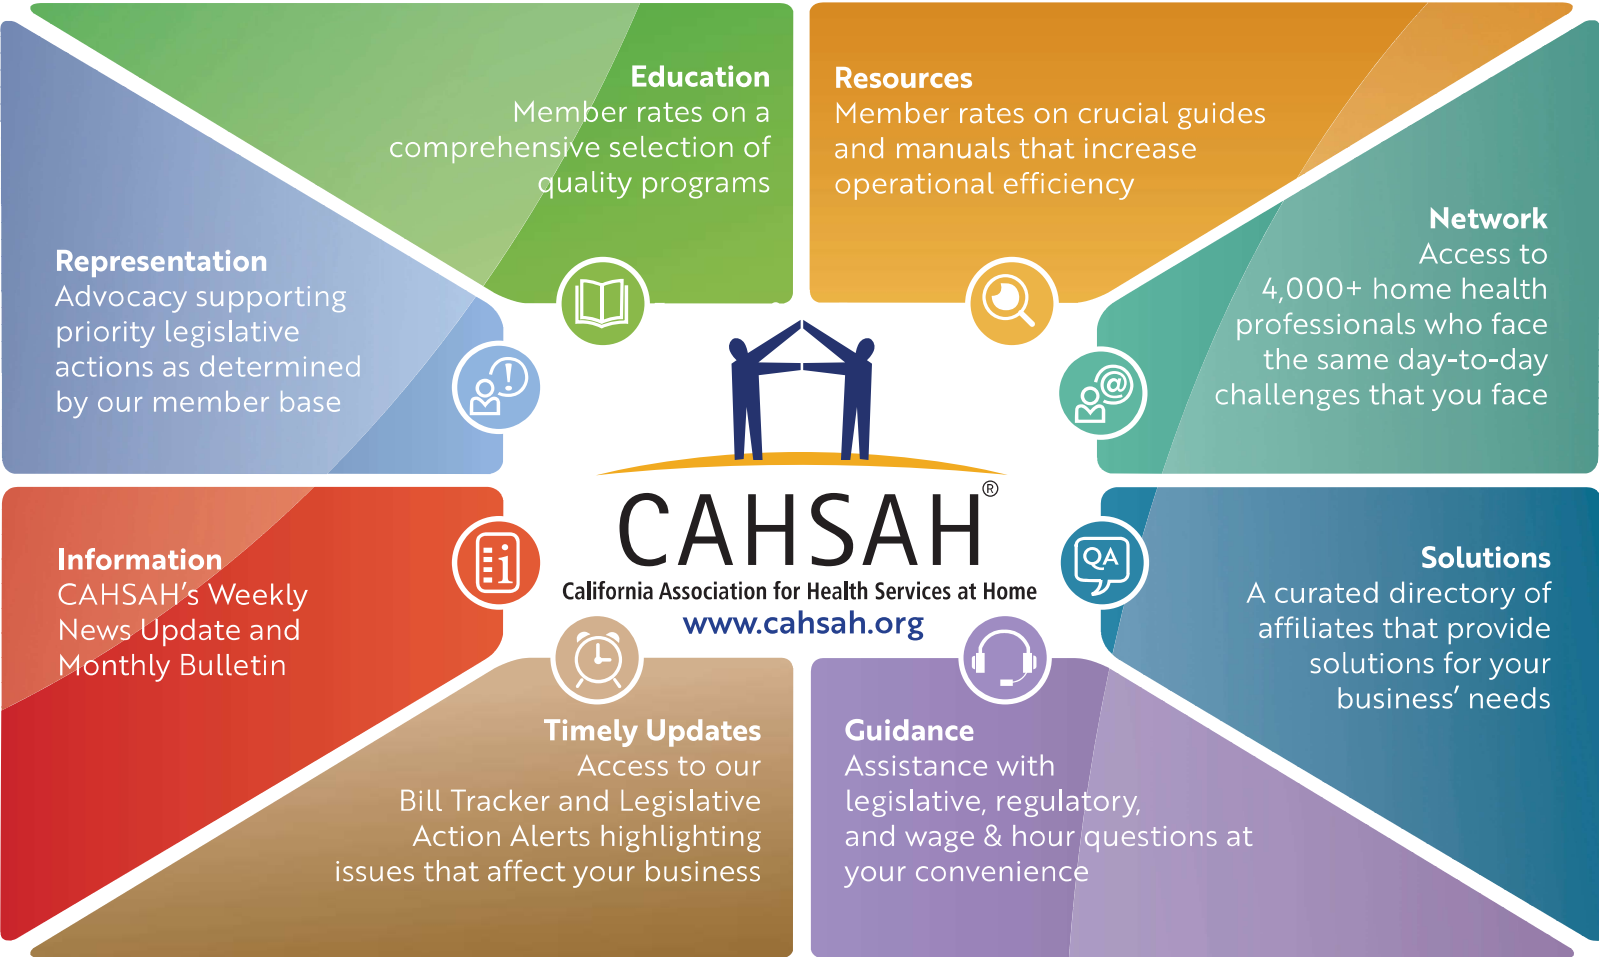 Education
Member rates on a
comprehensive selection of
quality programs
Resources
Member rates on crucial guides
and manuals that increase
operational efficiency
Representation
Advocacy supporting
priority legislative
actions as determined
by our member base
!
Network
Access to
4,000+ home health
professionals who face
the same day-to-day
challenges that you face
@
CAHSAH®
California Association for Health Services at Home
www.cahsah.org
Information
CAHSAH's Weekly
News Update and
Monthly Bulletin
i
QA
Solutions
A curated directory of
affiliates that provide
solutions for your
business' needs
Timely Updates
Access to our
Bill Tracker and Legislative
Action Alerts highlighting
issues that affect your business
Guidance
Assistance with
legislative, regulatory,
and wage & hour questions at
your convenience